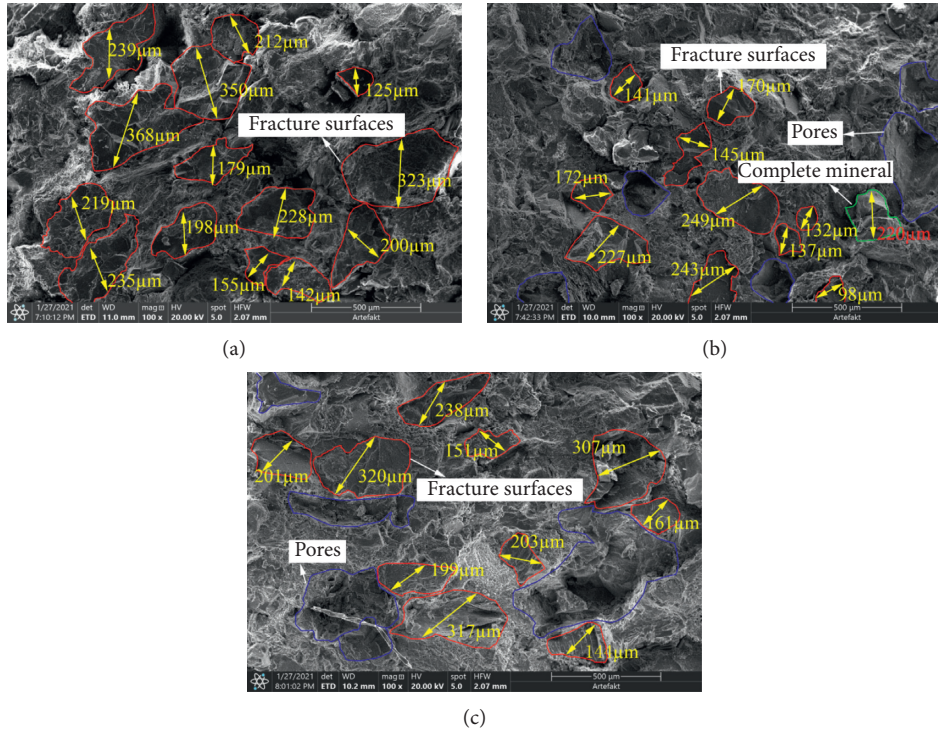 239µm
212µm
350µm
125µm
368µm
Fracture surfaces
179µm
323µm
219µm
198µm
228µm
200µm
235µm
155µm
142µm
1/27/2021 det WD mag HV spot HFW 500 µm
7:10:12 PM ETD 11.0 mm 100 x 20.00 kV 5.0 2.07 mm Artefakt
(a)
Fracture surfaces
141µm
170µm
Pores
145µm
Complete mineral
172µm
249µm
132µm
220µm
227µm
137µm
243µm
98µm
1/27/2021 det WD mag HV spot HFW 500 µm
7:42:33 PM ETD 10.0 mm 100 x 20.00 kV 5.0 2.07 mm Artefakt
(b)
238µm
151µm
307µm
201µm
320µm
Fracture surfaces
161µm
203µm
Pores
199µm
317µm
141µm
1/27/2021 det WD mag HV spot HFW 500 µm
8:01:02 PM ETD 10.2 mm 100 x 20.00 kV 5.0 2.07 mm Artefakt
(c)